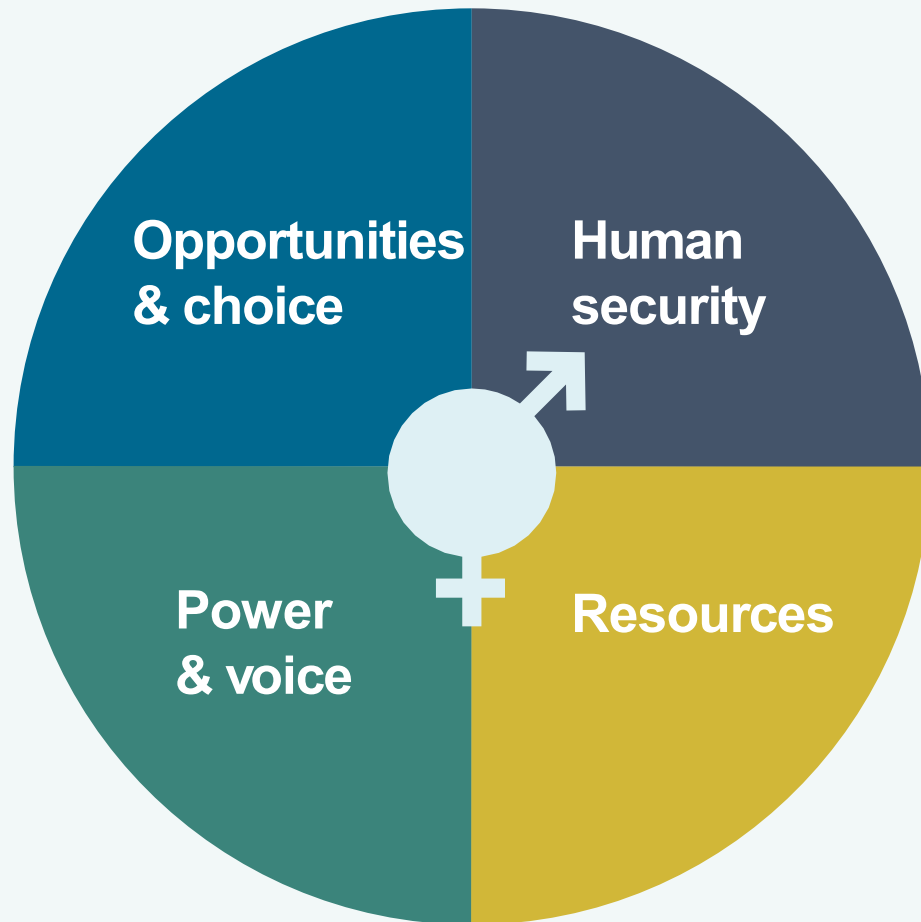 Opportunities
& choice
Human
security
Power
& voice
Resources